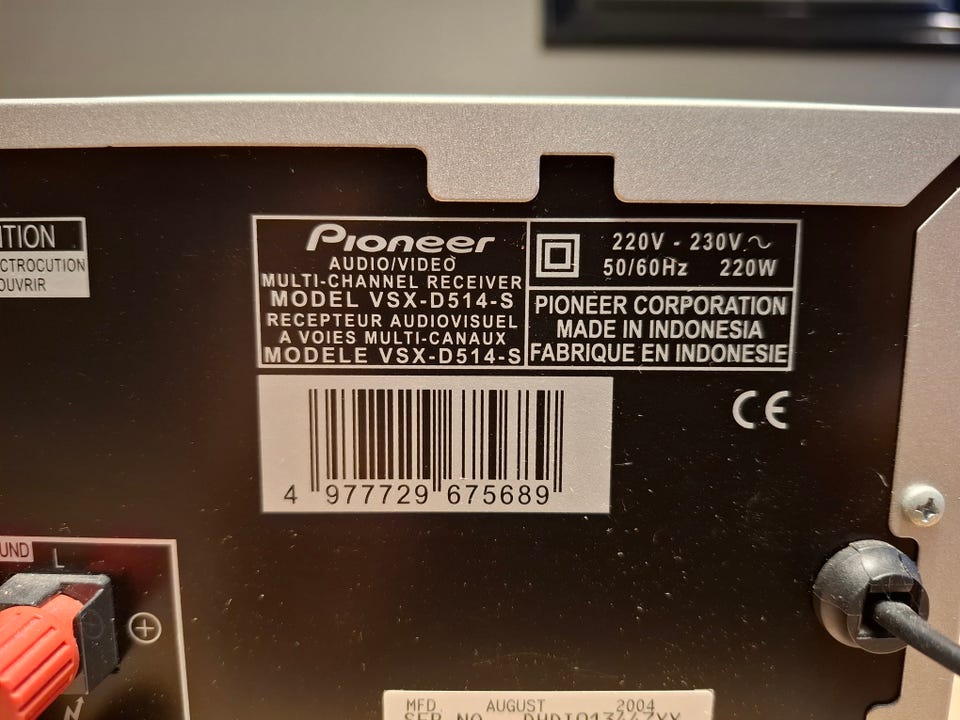 TION
CTROCUTION
OUVRIR
Pioneer
AUDIO/VIDEO
MULTI-CHANNEL RECEIVER
MODEL VSX-D514-S
RECEPTEUR AUDIOVISUEL
A VOIES MULTI-CANAUX
MODELE VSX-D514-S
220V - 230V ~
50/60Hz 220W
PIONEER CORPORATION
MADE IN INDONESIA
FABRIQUE EN INDONESIE
4 977729 675689
CE
UND
L
+
MFD. AUGUST 2004
SER NO.